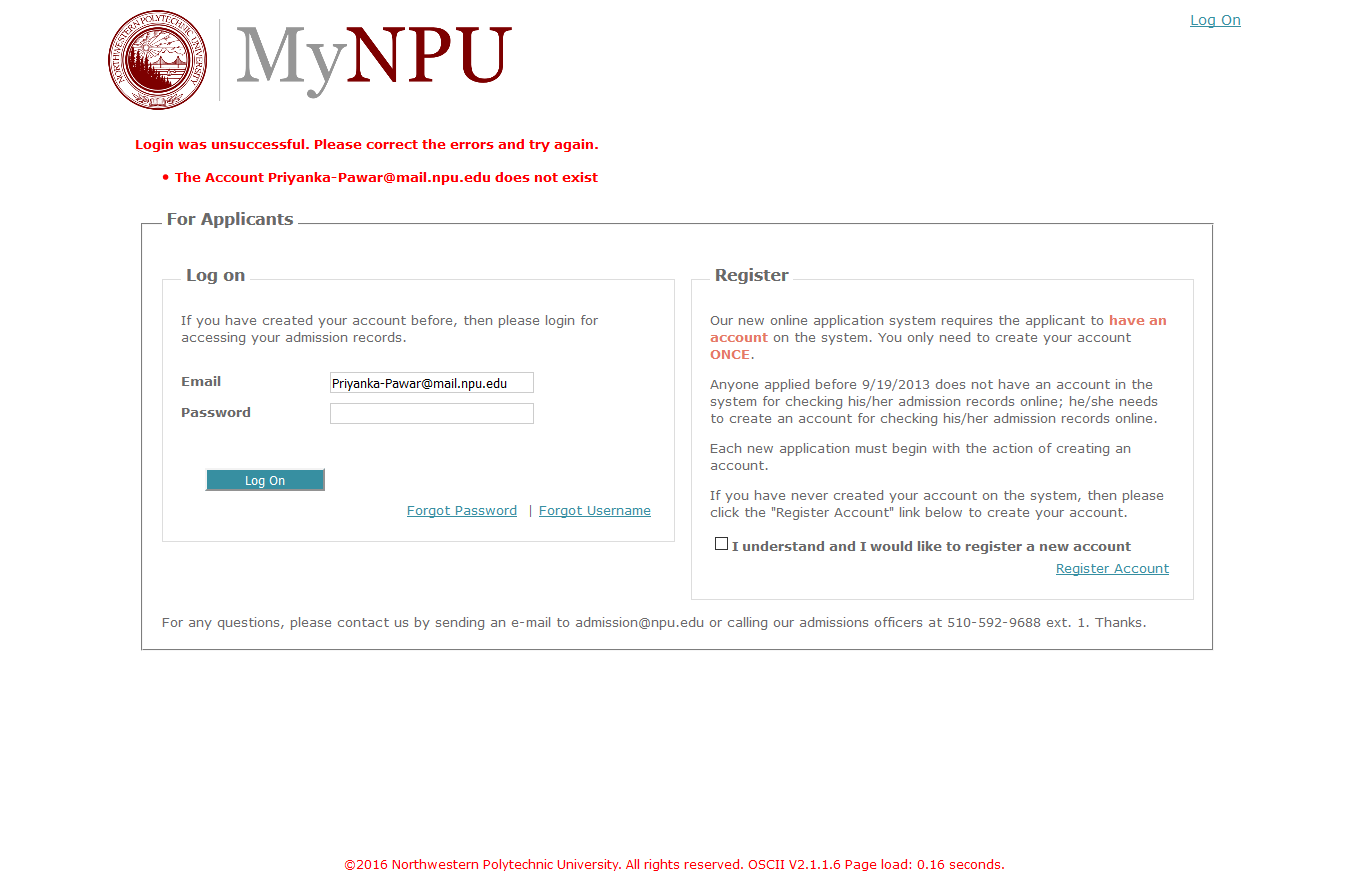 Log On
NORTHWESTERN POLYTECHNIC UNIVERSITY
MyNPU
Login was unsuccessful. Please correct the errors and try again.
• The Account Priyanka-Pawar@mail.npu.edu does not exist
For Applicants
Log on
If you have created your account before, then please login for
accessing your admission records.
Email
Priyanka-Pawar@mail.npu.edu
Password
Log On
Forgot Password | Forgot Username
Register
Our new online application system requires the applicant to have an
account on the system. You only need to create your account
ONCE.
Anyone applied before 9/19/2013 does not have an account in the
system for checking his/her admission records online; he/she needs
to create an account for checking his/her admission records online.
Each new application must begin with the action of creating an
account.
If you have never created your account on the system, then please
click the "Register Account" link below to create your account.
I understand and I would like to register a new account
Register Account
For any questions, please contact us by sending an e-mail to admission@npu.edu or calling our admissions officers at 510-592-9688 ext. 1. Thanks.
©2016 Northwestern Polytechnic University. All rights reserved. OSCII V2.1.1.6 Page load: 0.16 seconds.